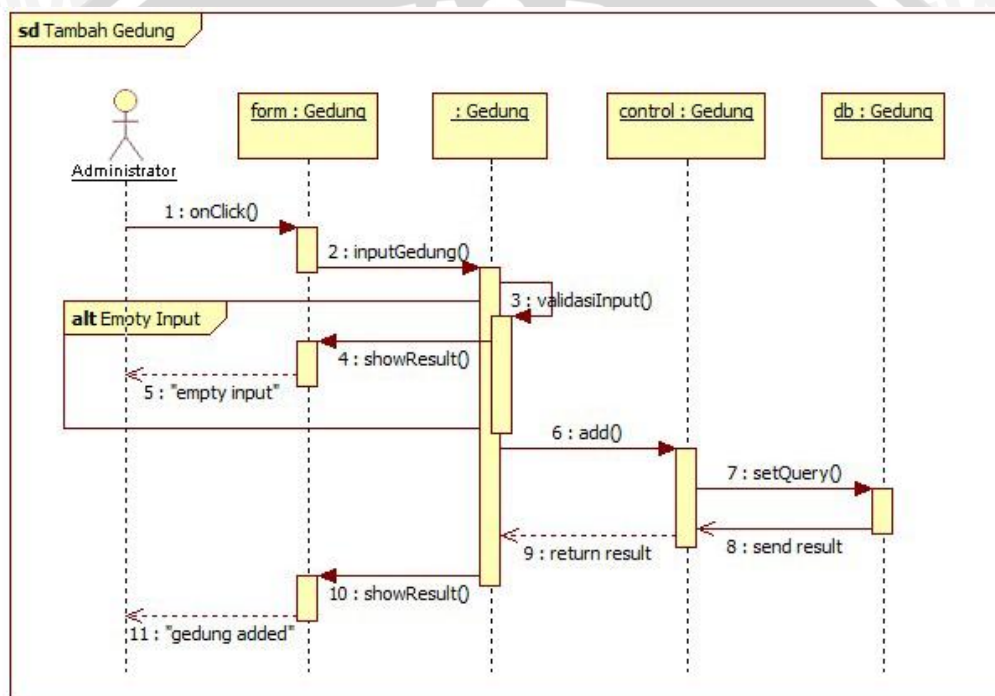 sd Tambah Gedung
Administrator
form : Gedung
: Gedung
control : Gedung
db : Gedung
1 : onClick()
2 : inputGedung()
3 : validasiInput()
alt Empty Input
4 : showResult()
5 : "empty input"
6 : add()
7 : setQuery()
8 : send result
9 : return result
10 : showResult()
11 : "gedung added"